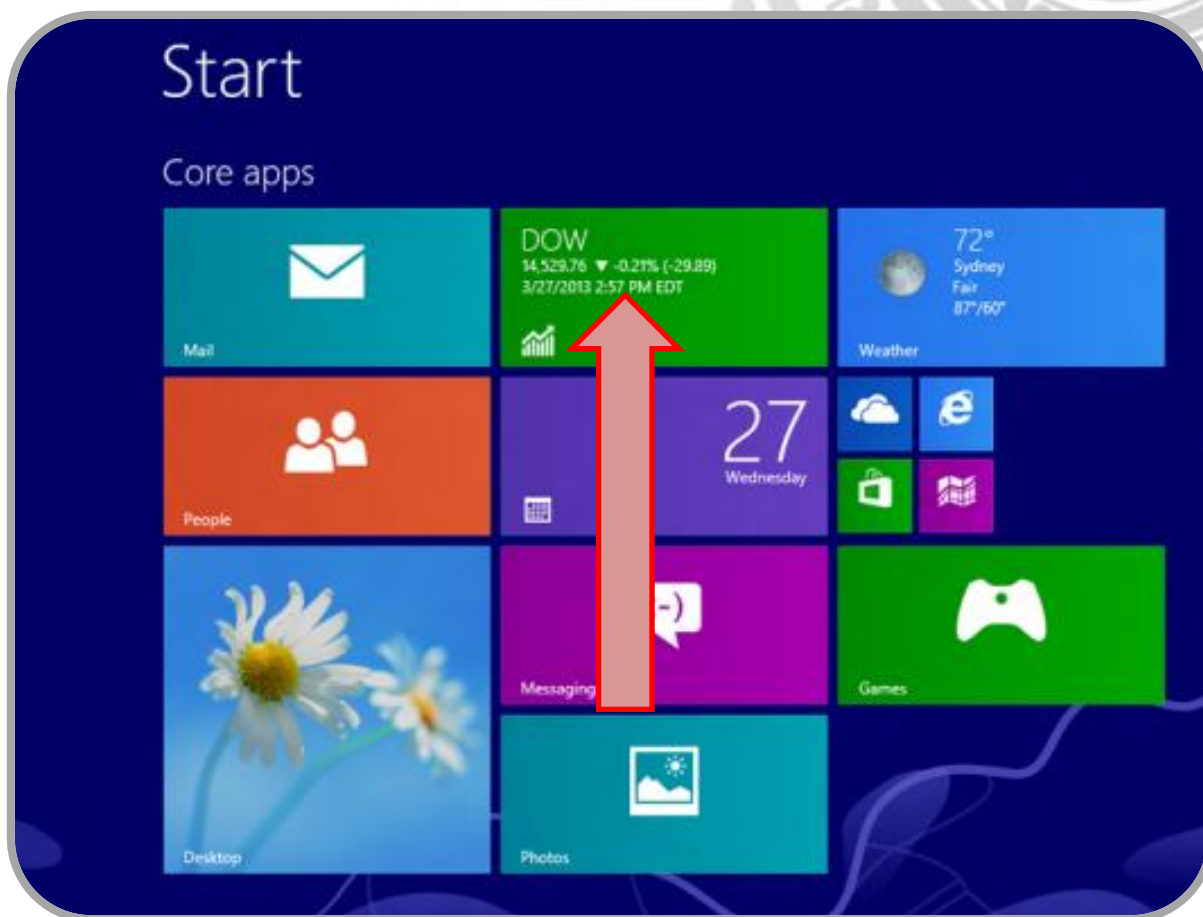 Start
Core apps
Mail
DOW
14,529.76 ▼ -0.21% (-29.89)
3/27/2013 2:57 PM EDT
72°
Sydney
Fair
87°/60°
Weather
People
27
Wednesday
Desktop
-)
Messaging
Games
Photos